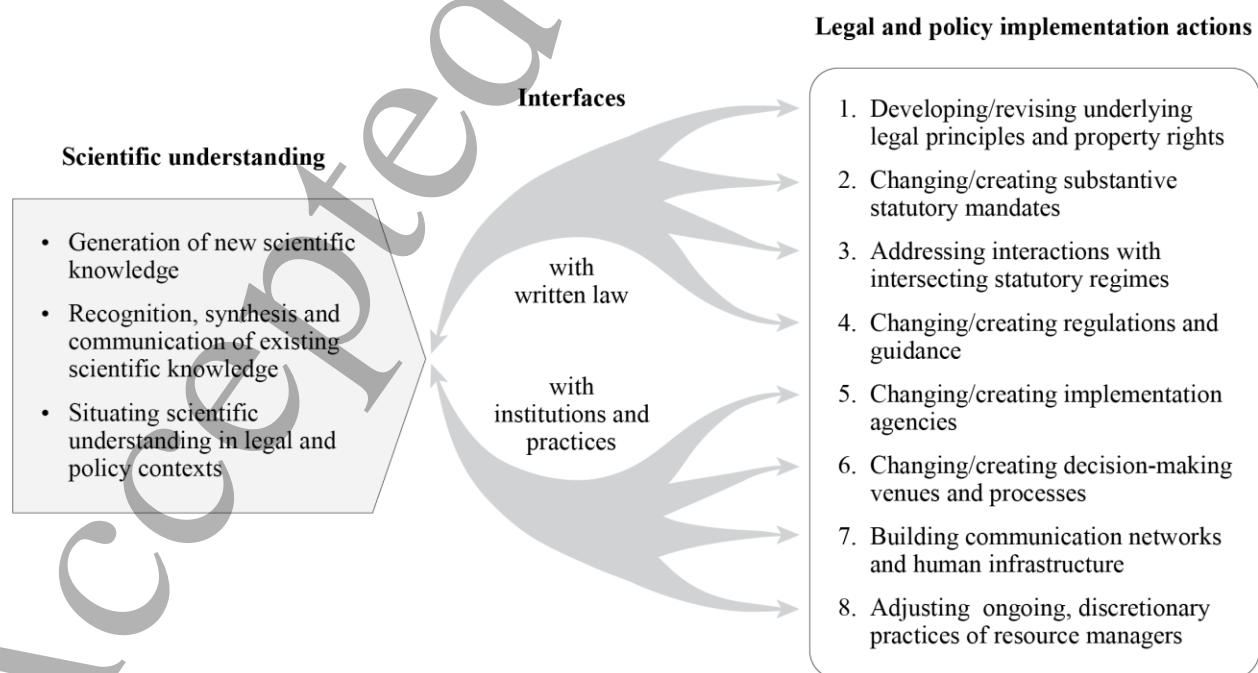 Legal and policy implementation actions
Interfaces
Scientific understanding
• Generation of new scientific
knowledge
• Recognition, synthesis and
communication of existing
scientific knowledge
• Situating scientific
understanding in legal and
policy contexts
with
written law
with
institutions and
practices
1. Developing/revising underlying
legal principles and property rights
2. Changing/creating substantive
statutory mandates
3. Addressing interactions with
intersecting statutory regimes
4. Changing/creating regulations and
guidance
5. Changing/creating implementation
agencies
6. Changing/creating decision-making
venues and processes
7. Building communication networks
and human infrastructure
8. Adjusting ongoing, discretionary
practices of resource managers
Accepted